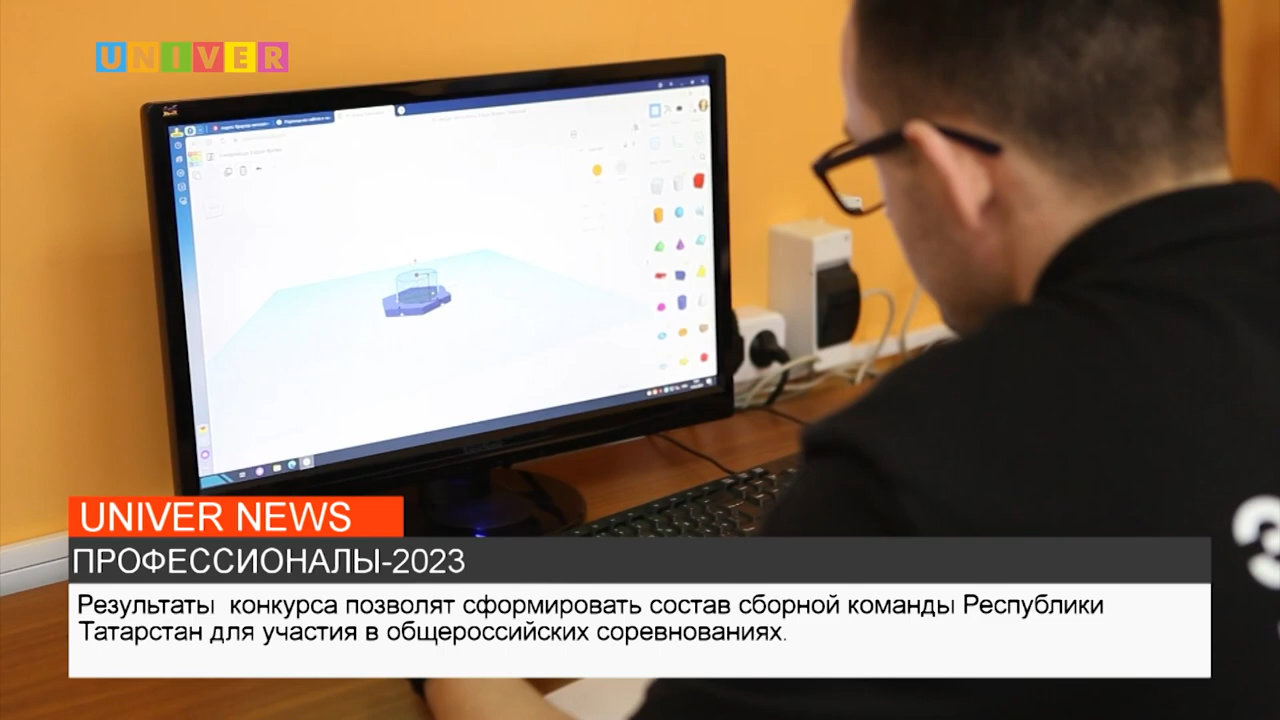 UNIVER
UNIVER NEWS
ПРОФЕССИОНАЛЫ-2023
Результаты конкурса позволят сформировать состав сборной команды Республики
Татарстан для участия в общероссийских соревнованиях.